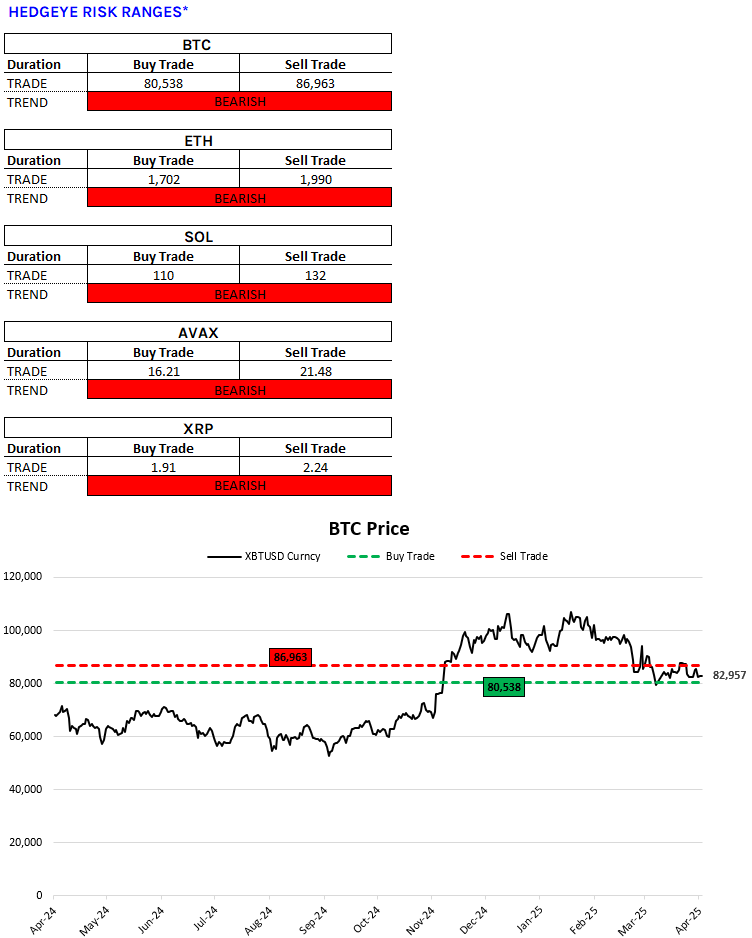 HEDGEYE RISK RANGES*
BTC
Duration Buy Trade Sell Trade
TRADE 80,538 86,963
TREND BEARISH
ETH
Duration Buy Trade Sell Trade
TRADE 1,702 1,990
TREND BEARISH
SOL
Duration Buy Trade Sell Trade
TRADE 110 132
TREND BEARISH
AVAX
Duration Buy Trade Sell Trade
TRADE 16.21 21.48
TREND BEARISH
XRP
Duration Buy Trade Sell Trade
TRADE 1.91 2.24
TREND BEARISH
BTC Price
XBTUSD Curncy Buy Trade Sell Trade
120,000
100,000
86,963
80,000
80,538
82,957
60,000
40,000
20,000
0
Apr-24 May-24 Jun-24 Jul-24 Aug-24 Sep-24 Oct-24 Nov-24 Dec-24 Jan-25 Feb-25 Mar-25 Apr-25